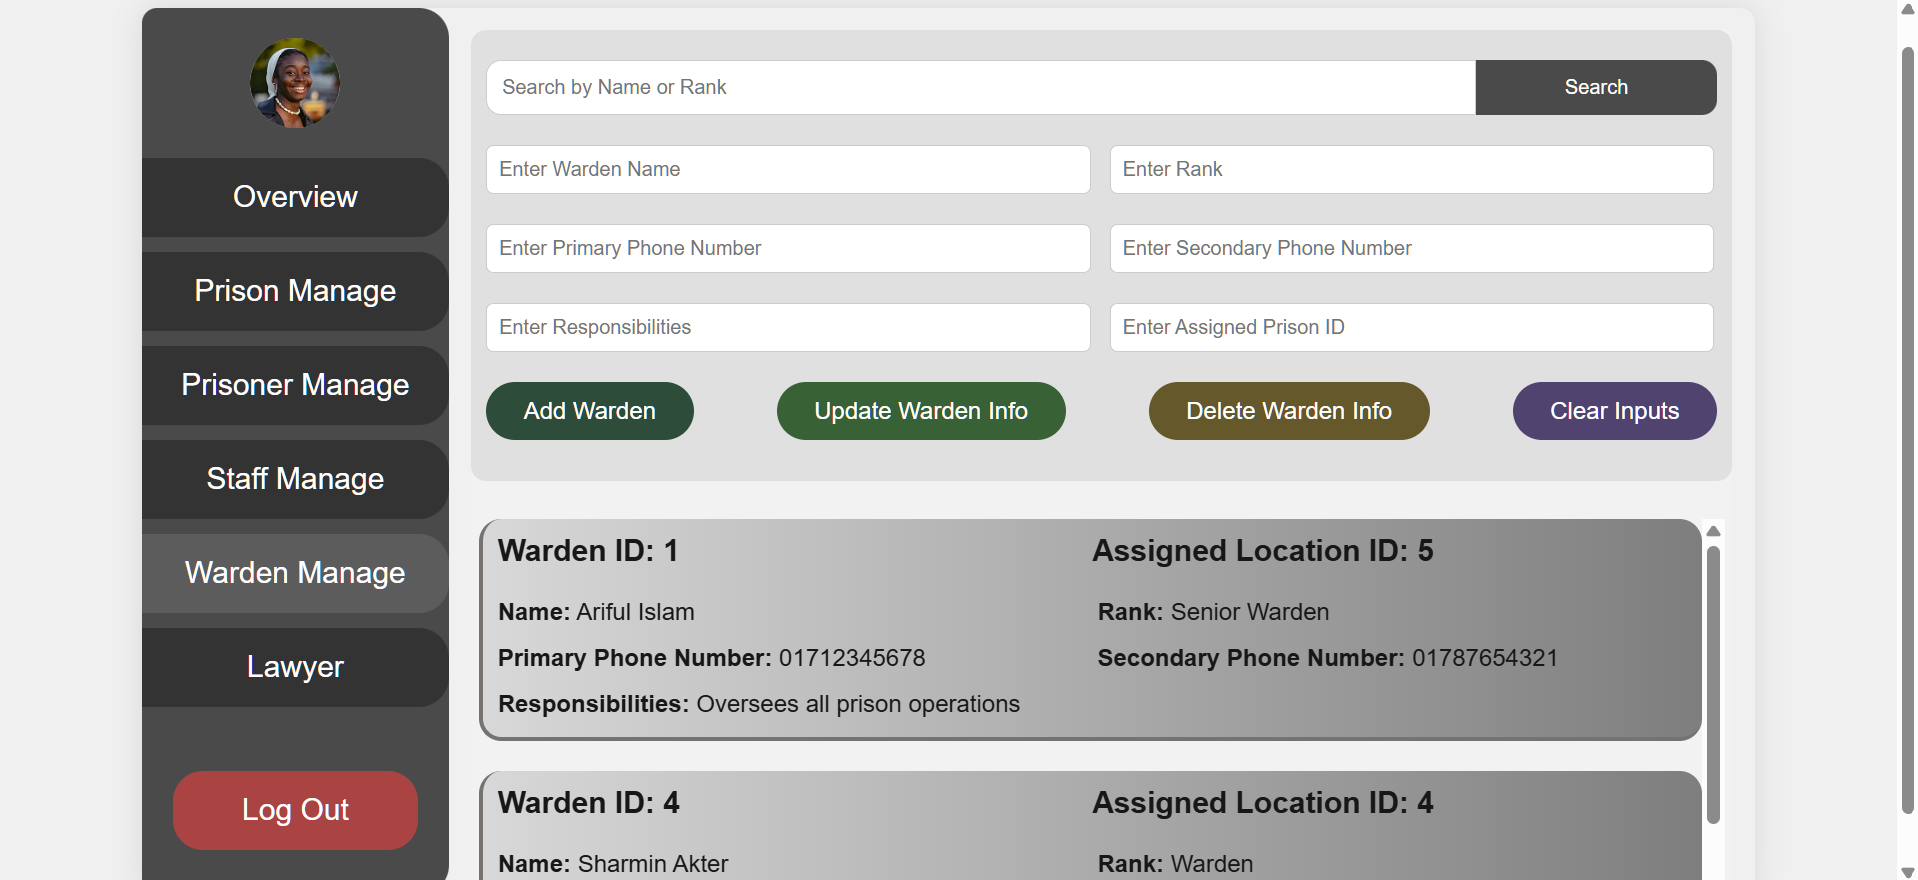 Overview
Prison Manage
Prisoner Manage
Staff Manage
Warden Manage
Lawyer
Log Out
Search by Name or Rank
Search
Enter Warden Name
Enter Rank
Enter Primary Phone Number
Enter Secondary Phone Number
Enter Responsibilities
Enter Assigned Prison ID
Add Warden
Update Warden Info
Delete Warden Info
Clear Inputs
Warden ID: 1
Assigned Location ID: 5
Name: Ariful Islam
Rank: Senior Warden
Primary Phone Number: 01712345678
Secondary Phone Number: 01787654321
Responsibilities: Oversees all prison operations
Warden ID: 4
Assigned Location ID: 4
Name: Sharmin Akter
Rank: Warden